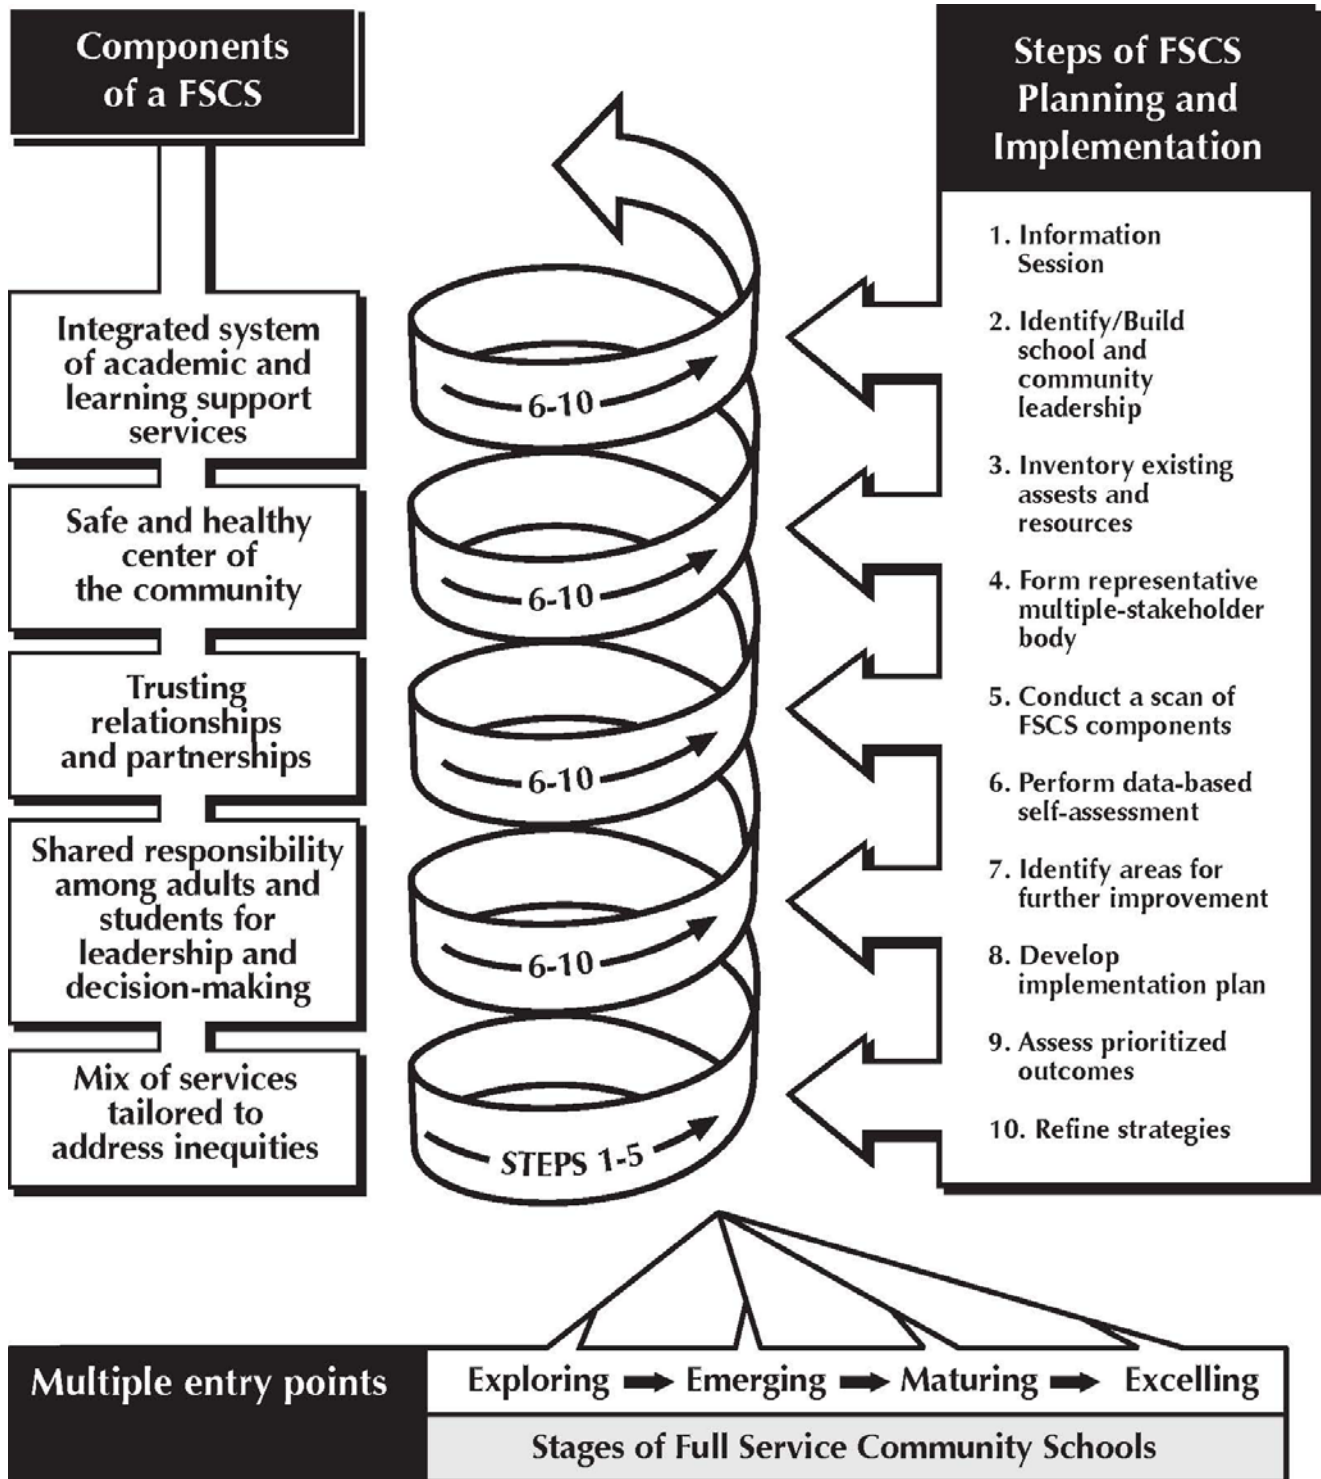 Components
of a FSCS
Integrated system
of academic and
learning support
services
Safe and healthy
center of
the community
Trusting
relationships
and partnerships
Shared responsibility
among adults and
students for
leadership and
decision-making
Mix of services
tailored to
address inequities
6-10
6-10
6-10
6-10
STEPS 1-5
Steps of FSCS
Planning and
Implementation
1. Information
Session
2. Identify/Build
school and
community
leadership
3. Inventory existing
assests and
resources
4. Form representative
multiple-stakeholder
body
5. Conduct a scan of
FSCS components
6. Perform data-based
self-assessment
7. Identify areas for
further improvement
8. Develop
implementation plan
9. Assess prioritized
outcomes
10. Refine strategies
Multiple entry points
Exploring → Emerging → Maturing → Excelling
Stages of Full Service Community Schools